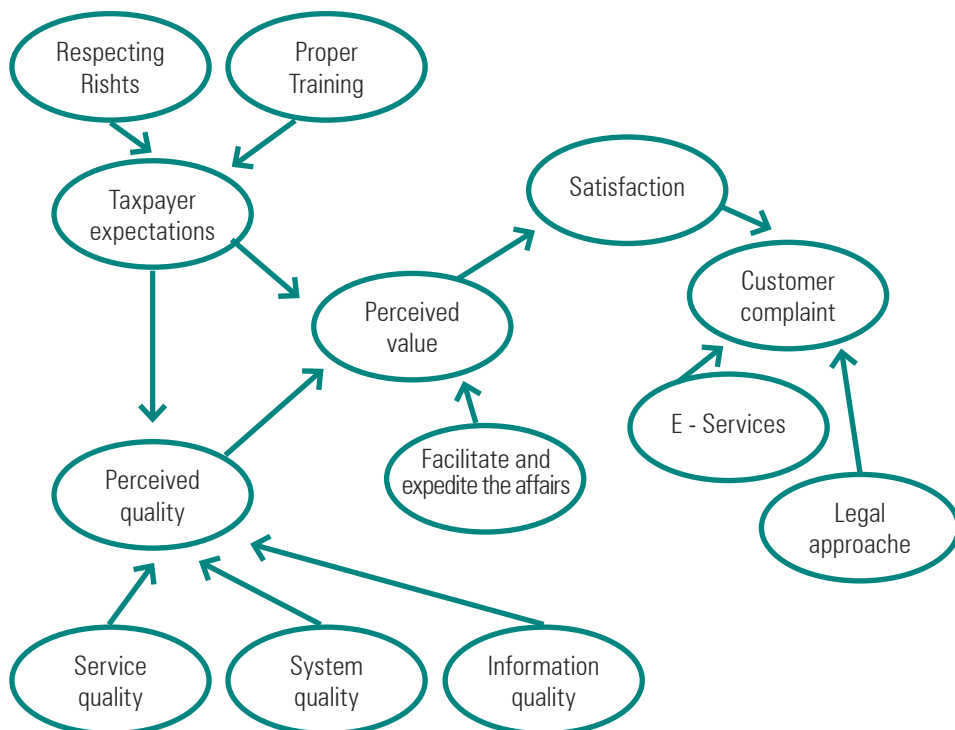 Respecting
Rishts
Proper
Training
Taxpayer
expectations
Satisfaction
Customer
complaint
Perceived
value
E - Services
Facilitate and
expedite the affairs
Perceived
quality
Legal
approache
Service
quality
System
quality
Information
quality